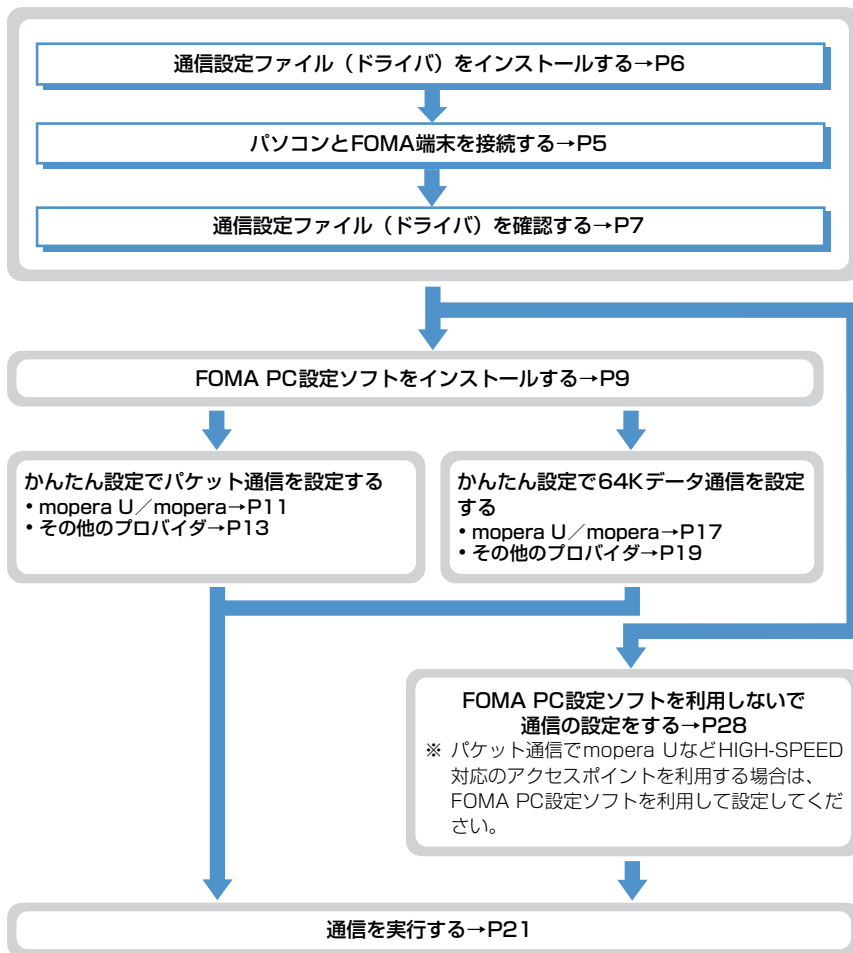 通信設定ファイル（ドライバ）をインストールする→P6
パソコンとFOMA端末を接続する→P5
通信設定ファイル（ドライバ）を確認する→P7
FOMA PC設定ソフトをインストールする→P9
かんたん設定でパケット通信を設定する
• mopera U／mopera→P11
• その他のプロバイダ→P13
かんたん設定で64Kデータ通信を設定
する
• mopera U／mopera→P17
• その他のプロバイダ→P19
FOMA PC設定ソフトを利用しないで
通信の設定をする→P28
※ パケット通信でmopera UなどHIGH-SPEED
対応のアクセスポイントを利用する場合は、
FOMA PC設定ソフトを利用して設定してくだ
さい。
通信を実行する→P21